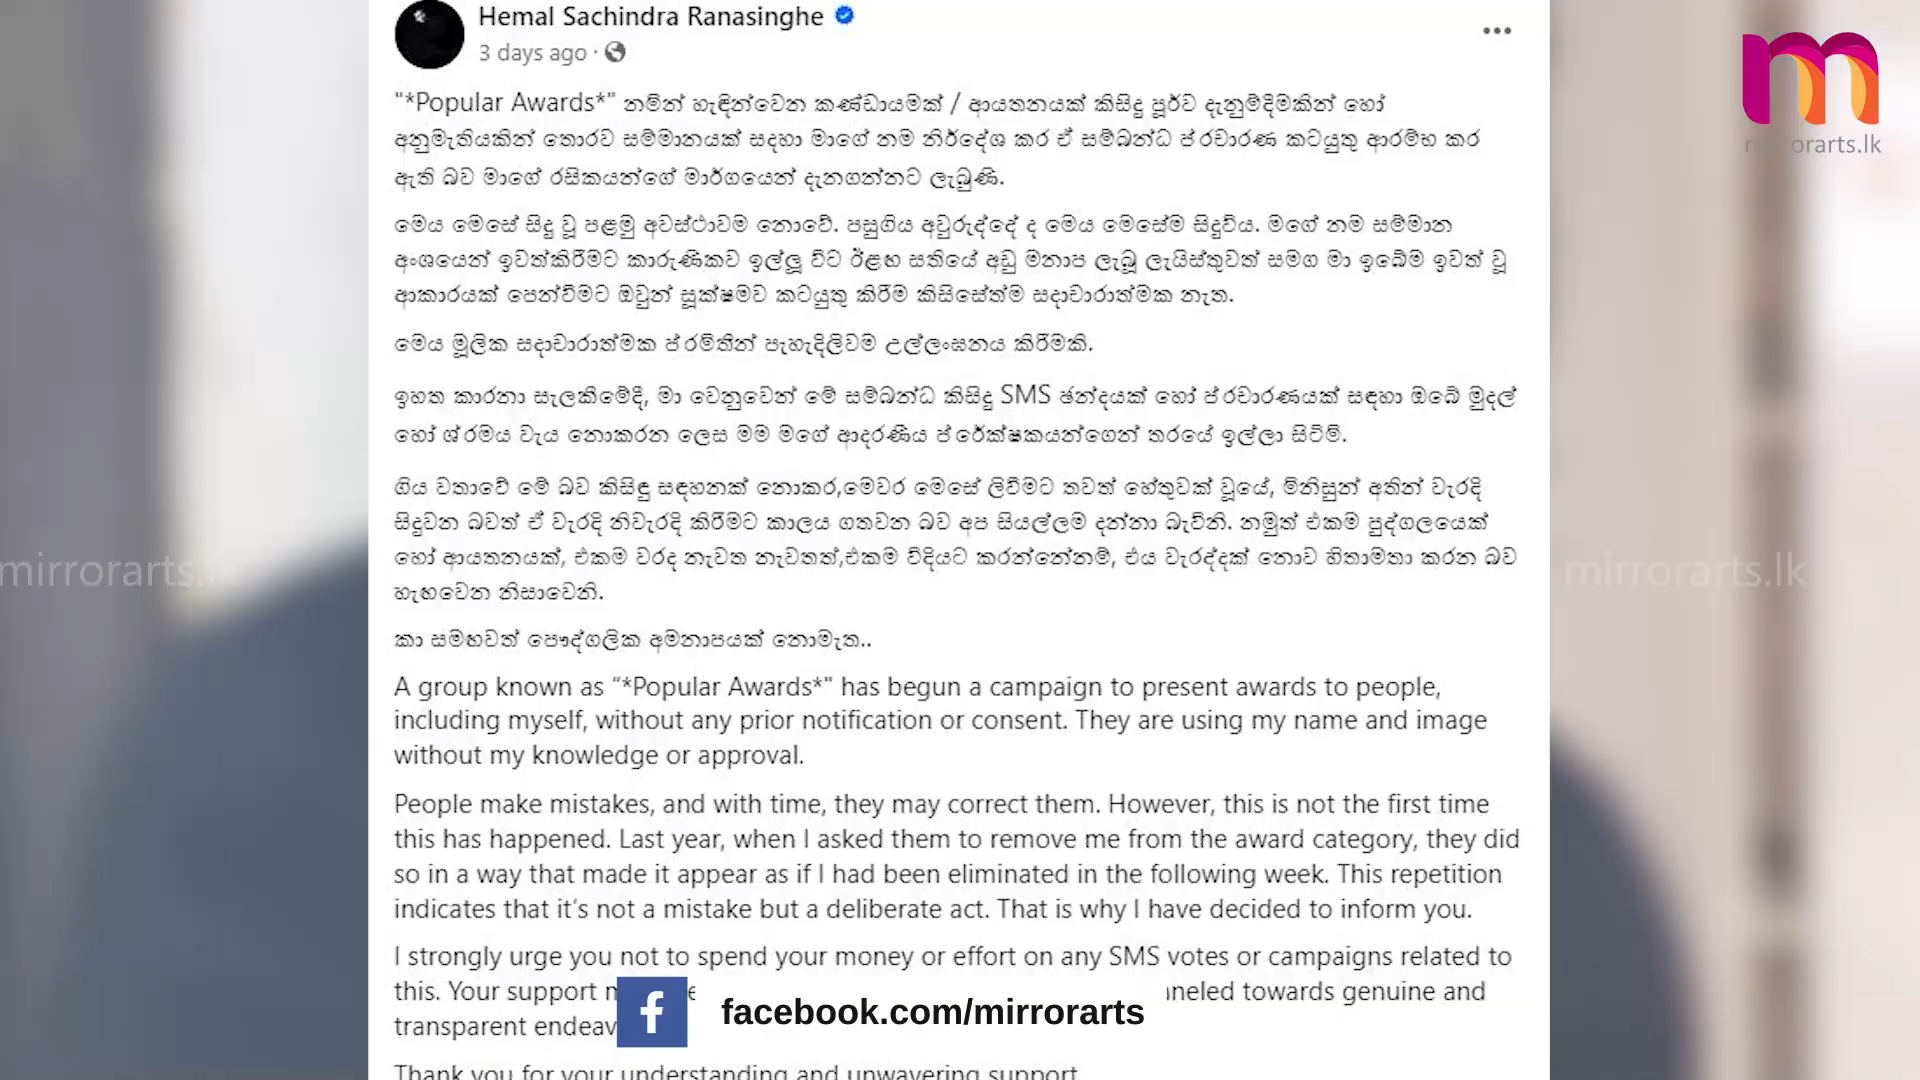 Hemal Sachindra Ranasinghe
3 days ago ·
mirrorarts.lk
"*Popular Awards*" නමින් හැඳින්වෙන කණ්ඩායමක් / ආයතනයක් කිසිදු පූර්ව දැනුම්දීමකින් හෝ
අනුමැතියකින් තොරව සම්මානයක් සදහා මාගේ නම නිර්දේශ කර ඒ සම්බන්ධ ප්‍රචාරණ කටයුතු ආරම්භ කර
ඇති බව මාගේ රසිකයන්ගේ මාර්ගයෙන් දැනගන්නට ලැබුණි.
මෙය මෙසේ සිදු වූ පළමු අවස්ථාවම නොවේ. පසුගිය අවුරුද්දේ ද මෙය මෙසේම සිදුවිය. මගේ නම සම්මාන
අංශයෙන් ඉවත්කිරීමට කාරුණිකව ඉල්ලූ විට ඊළඟ සතියේ අඩු මනාප ලැබූ ලැයිස්තුවත් සමග මා ඉබේම ඉවත් වූ
ආකාරයක් පෙන්වීමට ඔවුන් සූක්ෂමව කටයුතු කිරීම කිසිසේත්ම සදාචාරාත්මක නැත.
මෙය මූලික සදාචාරාත්මක ප්‍රමිතීන් පැහැදිලිවම උල්ලංඝනය කිරීමකි.
ඉහත කාරනා සැලකීමේදී, මා වෙනුවෙන් මේ සම්බන්ධ කිසිදු SMS ඡන්දයක් හෝ ප්‍රචාරණයක් සඳහා ඔබේ මුදල්
හෝ ශ්‍රමය වැය නොකරන ලෙස මම මගේ ආදරණීය ප්‍රේක්ෂකයන්ගෙන් තරයේ ඉල්ලා සිටිමි.
ගිය වතාවේ මේ බව කිසිඳු සඳහනක් නොකර,මෙවර මෙසේ ලිවීමට තවත් හේතුවක් වූයේ, මිනිසුන් අතින් වැරදි
සිදුවන බවත් ඒ වැරදි නිවැරදි කිරීමට කාලය ගතවන බව අප සියල්ලම දන්නා බැවිනි. නමුත් එකම පුද්ගලයෙක්
හෝ ආයතනයක්, එකම වරද නැවත නැවතත්,එකම විදියට කරන්නේනම්, එය වැරද්දක් නොව හිතාමතා කරන බව
හැඟවෙන නිසාවෙනි.
mirrorarts.lk
mirrorarts.lk
කා සමඟවත් පෞද්ගලික අමනාපයක් නොමැත..
A group known as “*Popular Awards*" has begun a campaign to present awards to people,
including myself, without any prior notification or consent. They are using my name and image
without my knowledge or approval.
People make mistakes, and with time, they may correct them. However, this is not the first time
this has happened. Last year, when I asked them to remove me from the award category, they did
so in a way that made it appear as if I had been eliminated in the following week. This repetition
indicates that it’s not a mistake but a deliberate act. That is why I have decided to inform you.
I strongly urge you not to spend your money or effort on any SMS votes or campaigns related to
this. Your support towards genuine and
transparent
facebook.com/mirrorarts
Thank you for your understanding and unwavering support